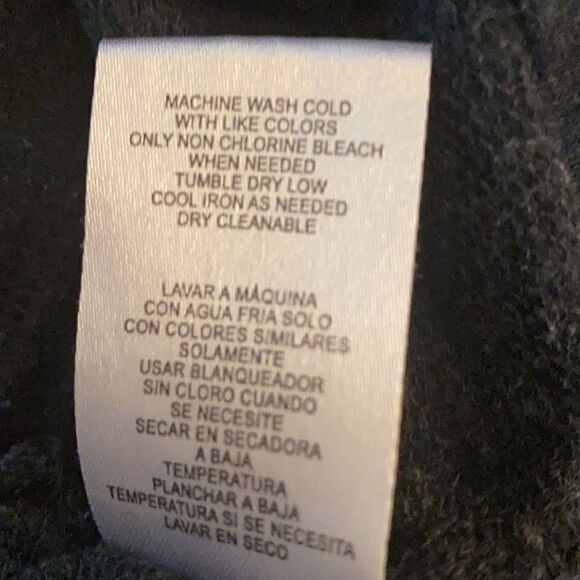 MACHINE WASH COLD
WITH LIKE COLORS
ONLY NON CHLORINE BLEACH
WHEN NEEDED
TUMBLE DRY LOW
COOL IRON AS NEEDED
DRY CLEANABLE
LAVAR A MÁQUINA
CON AGUA FRIA SOLO
CON COLORES SIMILARES
SOLAMENTE
USAR BLANQUEADOR
SIN CLORO CUANDO
SE NECESITE
SECAR EN SECADORA
A BAJA
TEMPERATURA
PLANCHAR A BAJA
TEMPERATURA SI SE NECESITA
LAVAR EN SECO